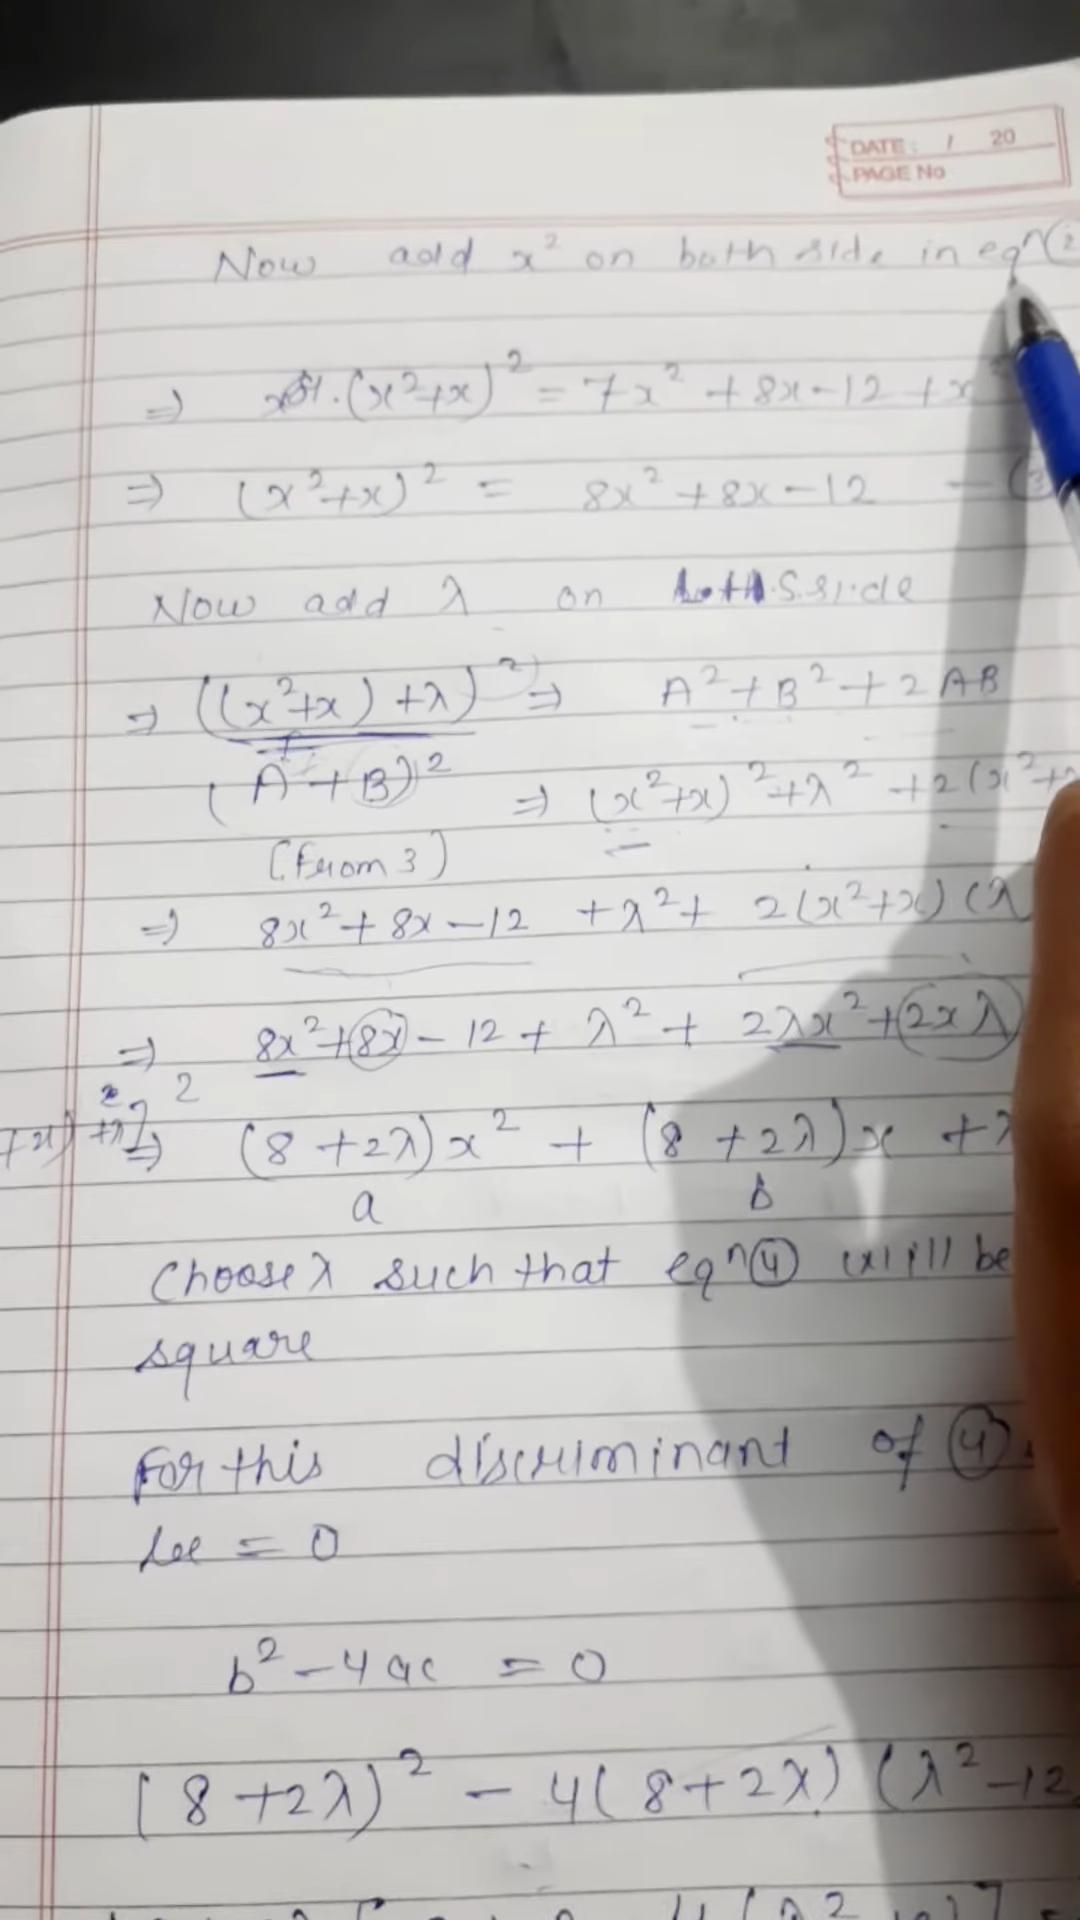 DATE: / 20
PAGE No
Now add x² on both side in eqⁿ(2
⇒ (x²+x)² = 7x² + 8x - 12 + x
⇒ (x²+x)² = 8x² + 8x - 12 - (3
Now add λ on both side
⇒ ((x²+x) + λ)² ⇒ A² + B² + 2AB
(A + B)² ⇒ (x²+x)² + λ² + 2(x²+
[From 3)
⇒ 8x² + 8x - 12 + λ² + 2(x²+x)(λ
⇒ 8x² + 8x - 12 + λ² + 2λx² + 2xλ
+x) + λ]²
⇒ (8 + 2λ)x² + (8 + 2λ)x + λ
a b
Choose λ such that eqⁿ ④ will be
square
For this discriminant of ④
= 0
b² - 4ac = 0
(8 + 2λ)² - 4(8 + 2λ)(λ² - 12